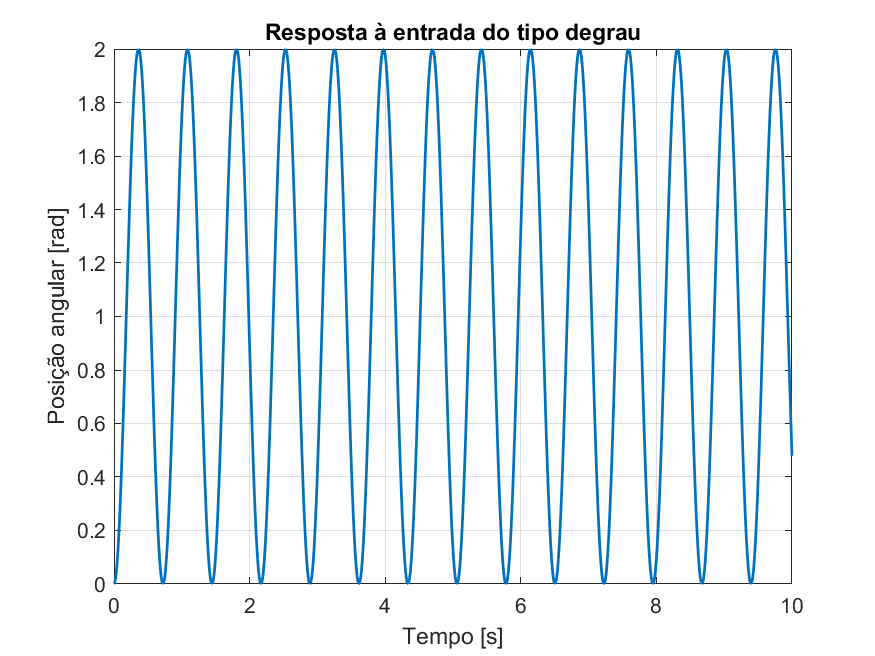 Resposta à entrada do tipo degrau
Posição angular [rad]
2
1.8
1.6
1.4
1.2
1
0.8
0.6
0.4
0.2
0
0 2 4 6 8 10
Tempo [s]